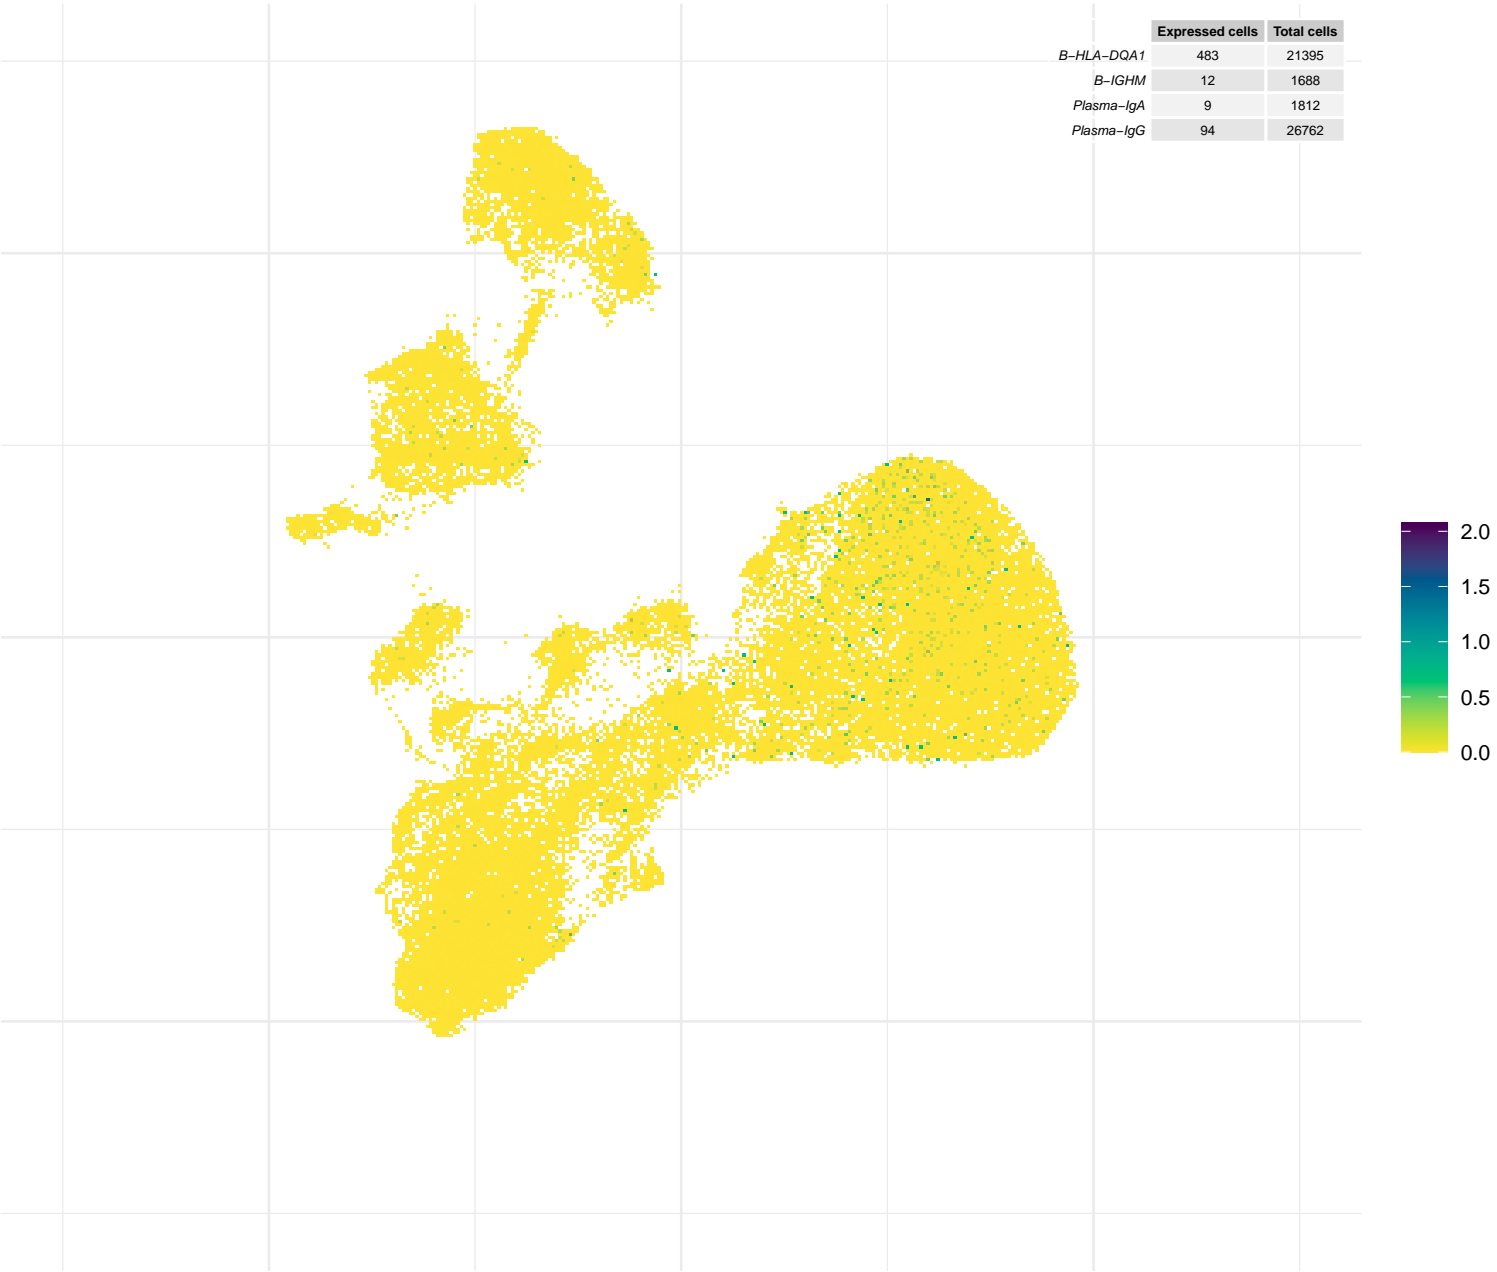 Expressed cells Total cells
B−HLA−DQA1 483 21395
B−IGHM 12 1688
Plasma−IgA 9 1812
Plasma−IgG 94 26762
2.0
1.5
1.0
0.5
0.0